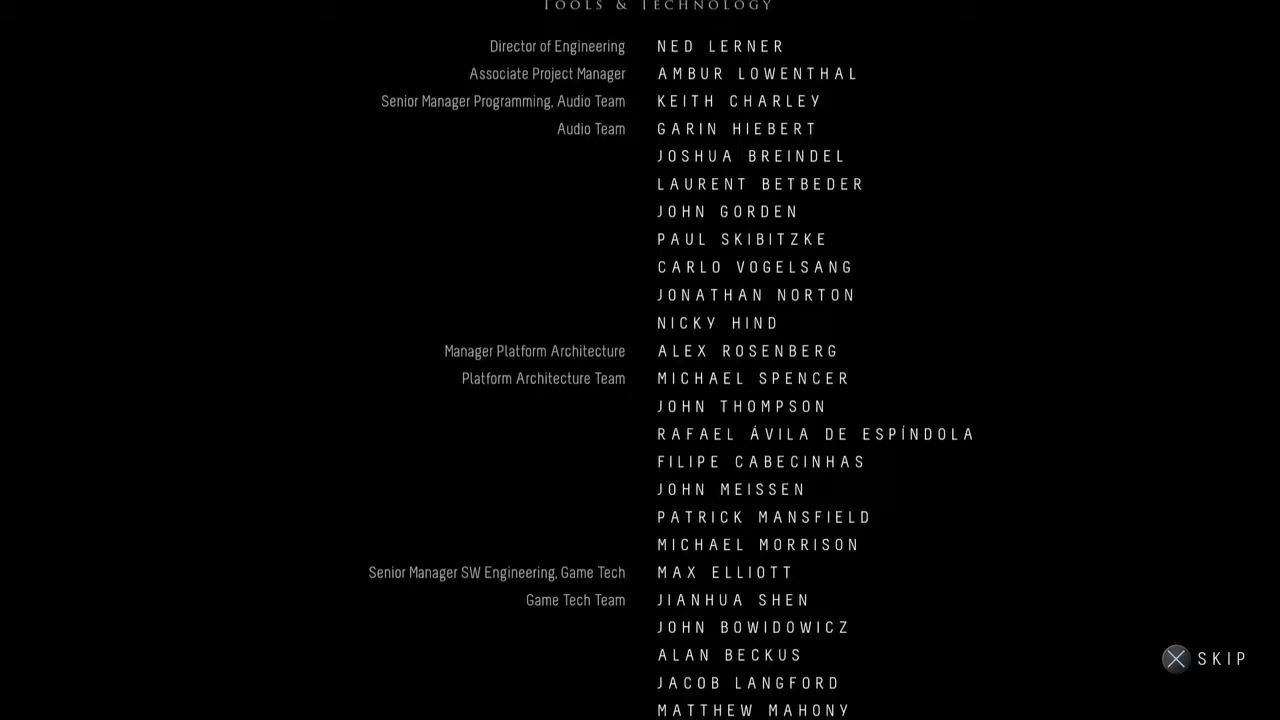 TOOLS & TECHNOLOGY
Director of Engineering NED LERNER
Associate Project Manager AMBUR LOWENTHAL
Senior Manager Programming, Audio Team KEITH CHARLEY
Audio Team GARIN HIEBERT
JOSHUA BREINDEL
LAURENT BETBEDER
JOHN GORDEN
PAUL SKIBITZKE
CARLO VOGELSANG
JONATHAN NORTON
NICKY HIND
Manager Platform Architecture ALEX ROSENBERG
Platform Architecture Team MICHAEL SPENCER
JOHN THOMPSON
RAFAEL ÁVILA DE ESPÍNDOLA
FILIPE CABECINHAS
JOHN MEISSEN
PATRICK MANSFIELD
MICHAEL MORRISON
Senior Manager SW Engineering, Game Tech MAX ELLIOTT
Game Tech Team JIANHUA SHEN
JOHN BOWIDOWICZ
ALAN BECKUS
SKIP
JACOB LANGFORD
MATTHEW MAHONY